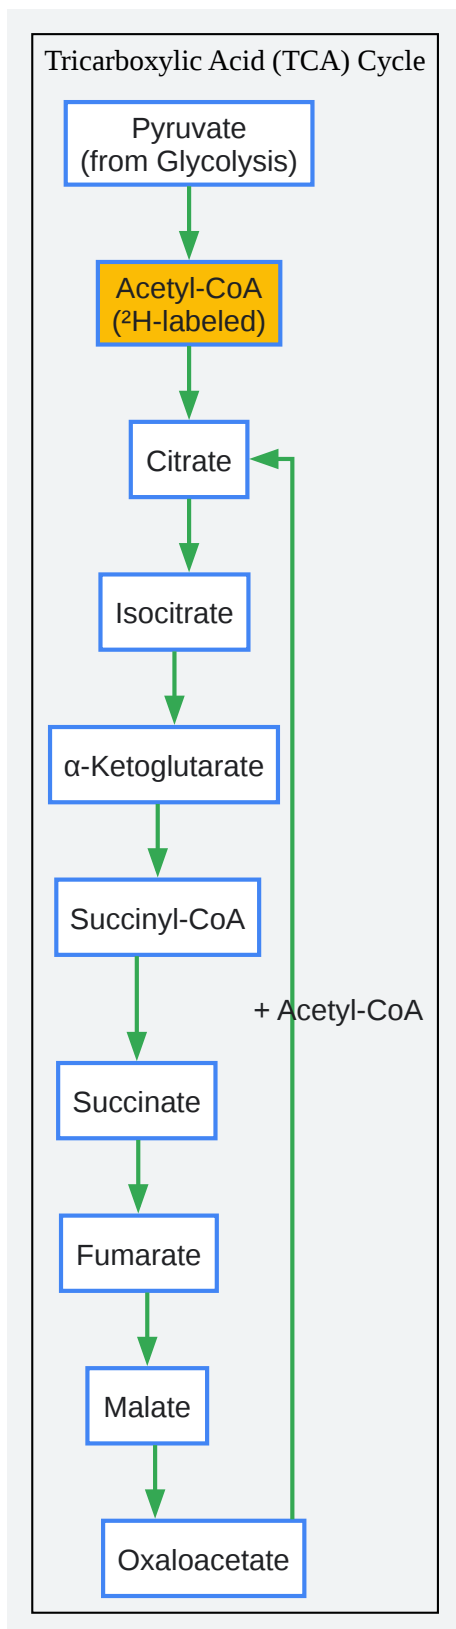 Tricarboxylic Acid (TCA) Cycle
Pyruvate
(from Glycolysis)
Acetyl-CoA
(²H-labeled)
Citrate
Isocitrate
α-Ketoglutarate
Succinyl-CoA
+ Acetyl-CoA
Succinate
Fumarate
Malate
Oxaloacetate